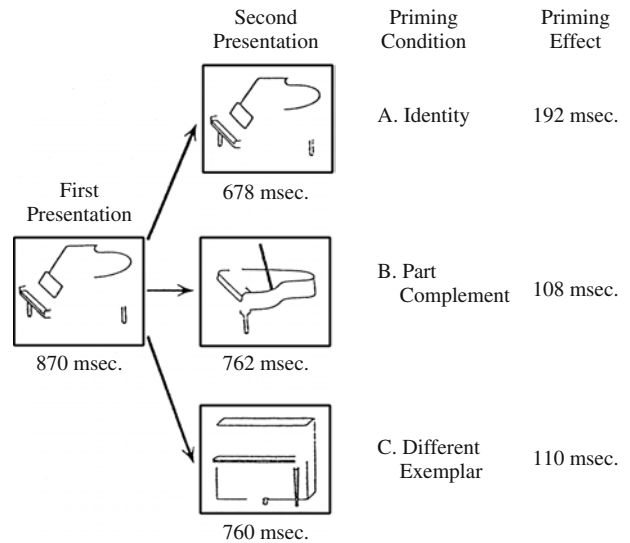 Second
Presentation
Priming
Condition
Priming
Effect
A. Identity
192 msec.
678 msec.
First
Presentation
870 msec.
B. Part
Complement
108 msec.
762 msec.
C. Different
Exemplar
110 msec.
760 msec.